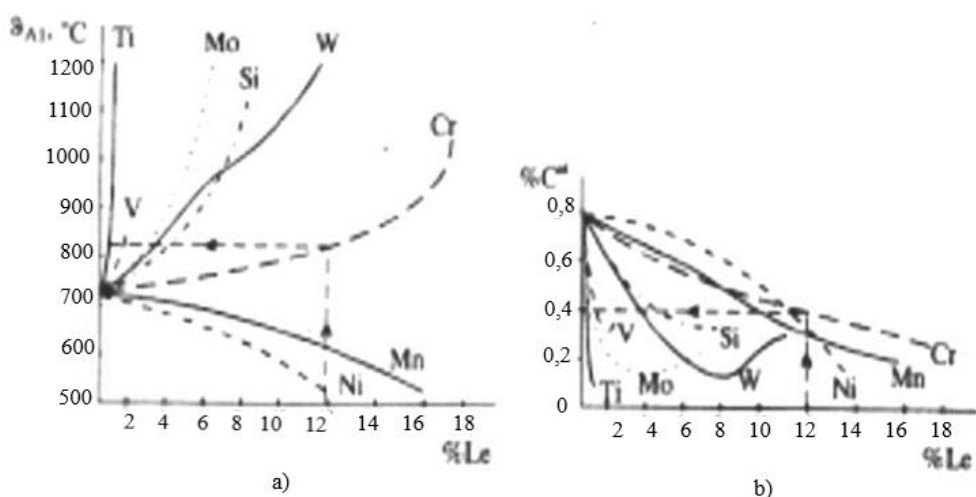 ϑA1, °C
Ti
Mo
W
Si
Cr
V
Mn
Ni
1200
1100
1000
900
800
700
600
500
2 4 6 8 10 12 14 16 18
%Le
a)
%C
0,8
0,6
0,4
0,2
0
V
Si
Ti
Mo
W
Ni
Mn
Cr
2 4 6 8 10 12 14 16 18
%Le
b)